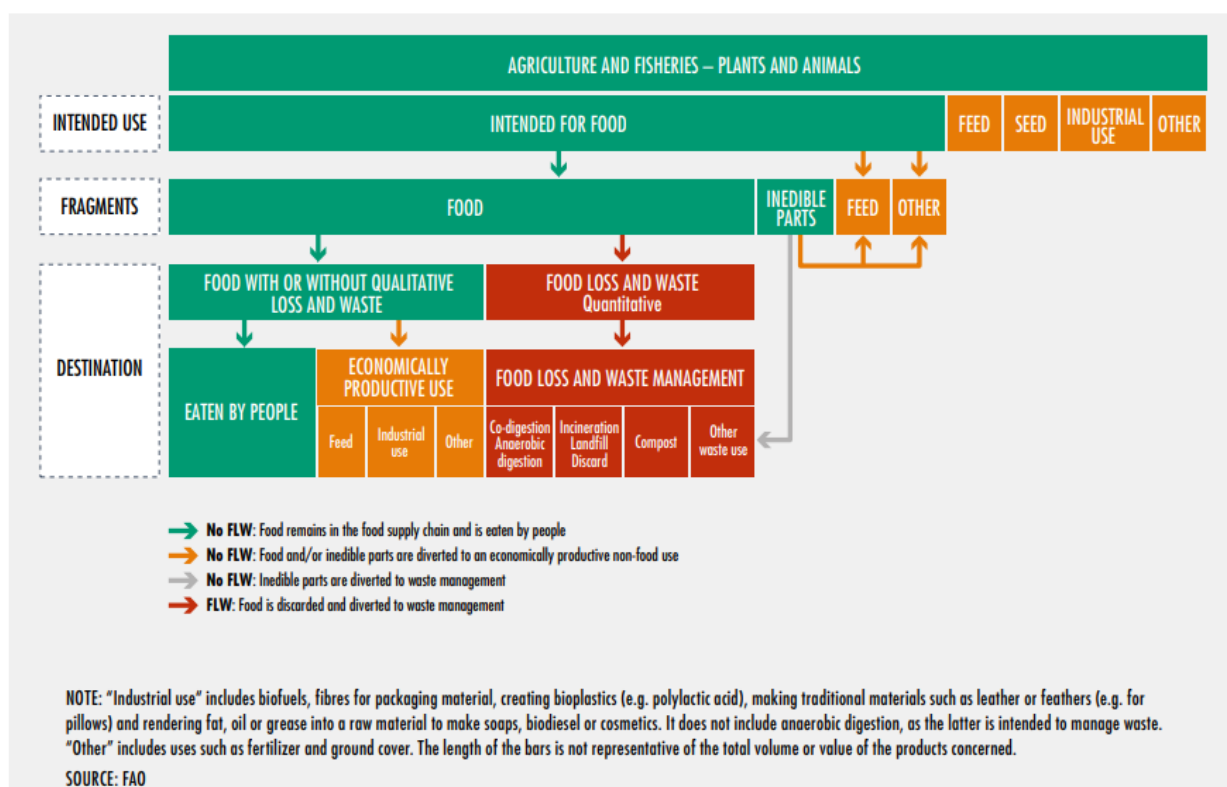 AGRICULTURE AND FISHERIES – PLANTS AND ANIMALS
INTENDED USE
INTENDED FOR FOOD
FEED
SEED
INDUSTRIAL
USE
OTHER
FRAGMENTS
FOOD
INEDIBLE
PARTS
FEED
OTHER
DESTINATION
FOOD WITH OR WITHOUT QUALITATIVE
LOSS AND WASTE
FOOD LOSS AND WASTE
Quantitative
EATEN BY PEOPLE
ECONOMICALLY
PRODUCTIVE USE
Feed
Industrial
use
Other
FOOD LOSS AND WASTE MANAGEMENT
Co-digestion
Anaerobic
digestion
Incineration
Landfill
Discard
Compost
Other
waste use
No FLW: Food remains in the food supply chain and is eaten by people
No FLW: Food and/or inedible parts are diverted to an economically productive non-food use
No FLW: Inedible parts are diverted to waste management
FLW: Food is discarded and diverted to waste management
NOTE: “Industrial use” includes biofuels, fibres for packaging material, creating bioplastics (e.g. polylactic acid), making traditional materials such as leather or feathers (e.g. for
pillows) and rendering fat, oil or grease into a raw material to make soaps, biodiesel or cosmetics. It does not include anaerobic digestion, as the latter is intended to manage waste.
“Other” includes uses such as fertilizer and ground cover. The length of the bars is not representative of the total volume or value of the products concerned.
SOURCE: FAO